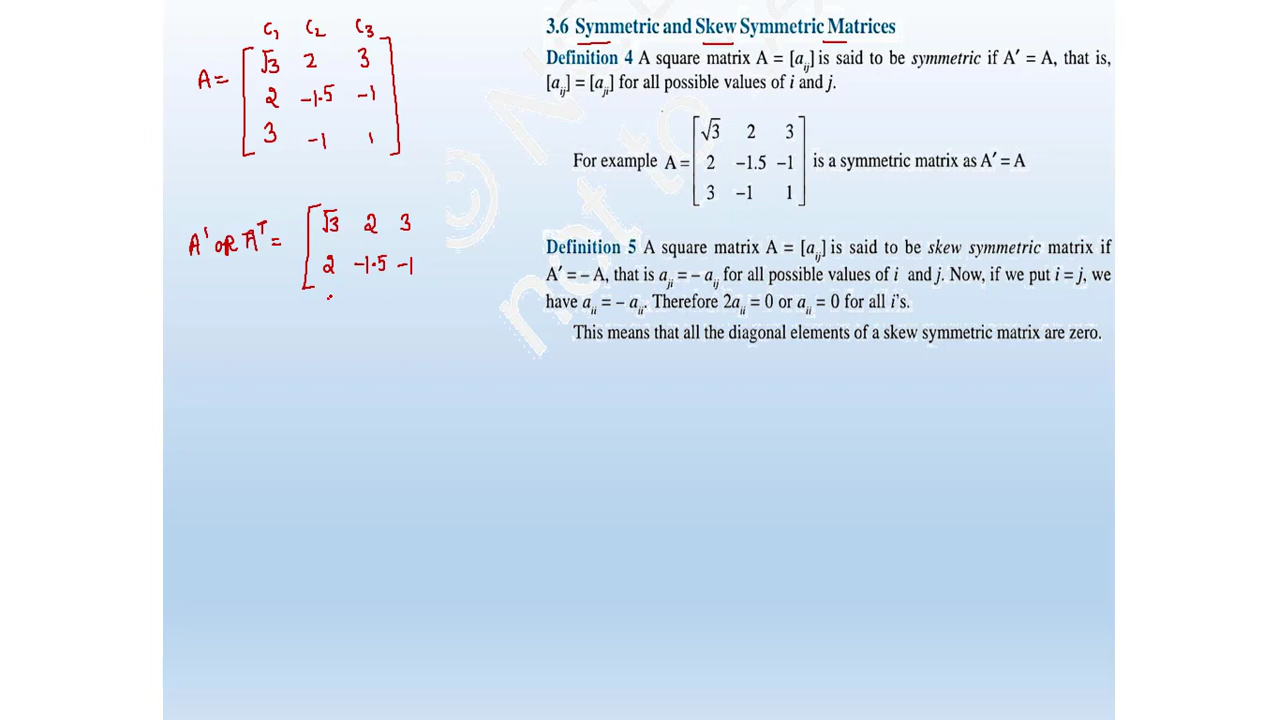 C₁ C₂ C₃
A = [ √3 2 3
2 -1.5 -1
3 -1 1 ]
A' OR Aᵀ = [ √3 2 3
2 -1.5 -1
3.6 Symmetric and Skew Symmetric Matrices
Definition 4 A square matrix A = [aᵢⱼ] is said to be symmetric if A′ = A, that is,
[aᵢⱼ] = [aⱼᵢ] for all possible values of i and j.
For example A = [ √3 2 3
2 −1.5 −1
3 −1 1 ] is a symmetric matrix as A′ = A
Definition 5 A square matrix A = [aᵢⱼ] is said to be skew symmetric matrix if
A′ = − A, that is aⱼᵢ = − aᵢⱼ for all possible values of i and j. Now, if we put i = j, we
have aᵢᵢ = − aᵢᵢ. Therefore 2aᵢᵢ = 0 or aᵢᵢ = 0 for all i’s.
This means that all the diagonal elements of a skew symmetric matrix are zero.
© N
not to